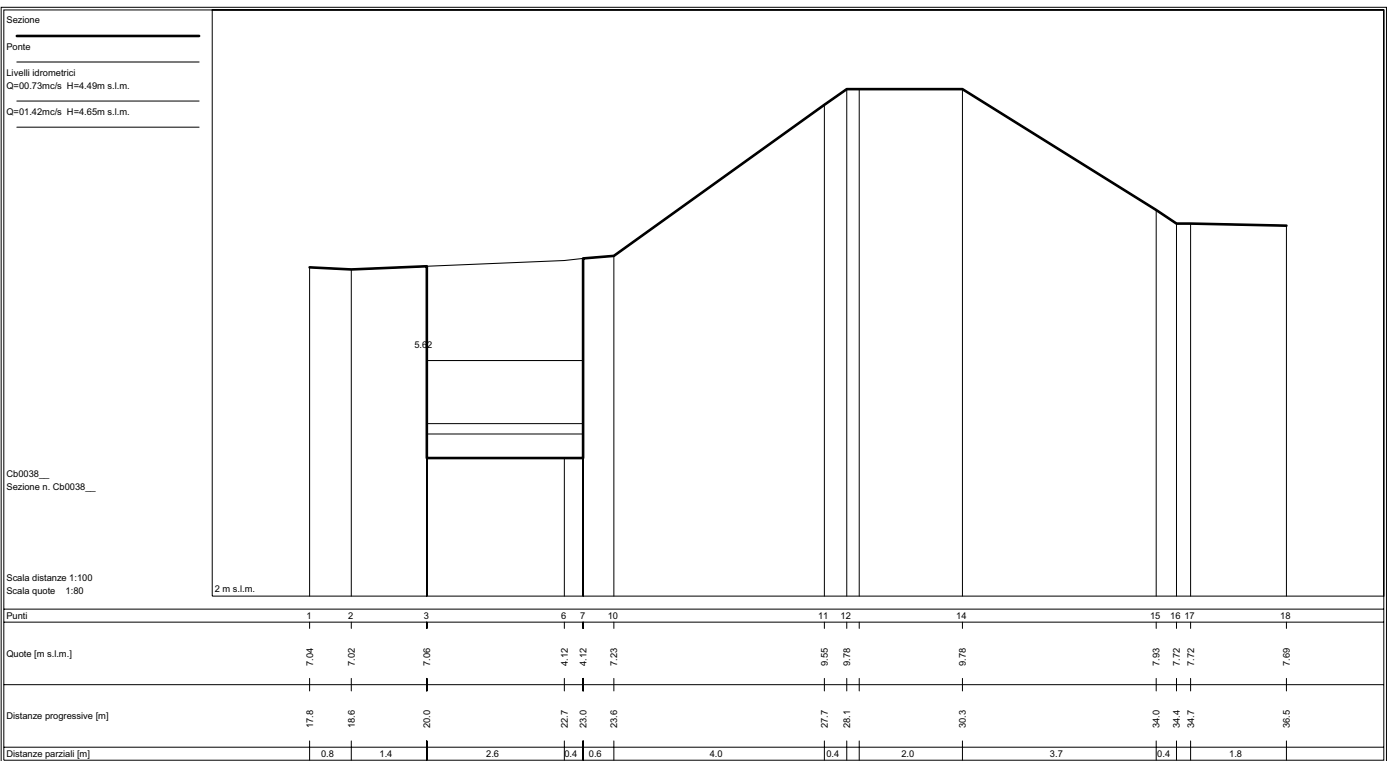 Sezione
Ponte
Livelli idrometrici
Q=00.73mc/s H=4.49m s.l.m.
Q=01.42mc/s H=4.65m s.l.m.
5.62
Cb0038__
Sezione n. Cb0038__
Scala distanze 1:100
Scala quote 1:80
2 m s.l.m.
Punti 1 2 3 6 7 10 11 12 14 15 16 17 18
Quote [m s.l.m.] 7.04 7.02 7.06 4.12 4.12 7.23 9.55 9.78 9.78 7.93 7.72 7.72 7.69
Distanze progressive [m] 17.8 18.6 20.0 22.7 23.0 23.6 27.7 28.1 30.3 34.0 34.4 34.7 36.5
Distanze parziali [m] 0.8 1.4 2.6 0.4 0.6 4.0 0.4 2.0 3.7 0.4 1.8